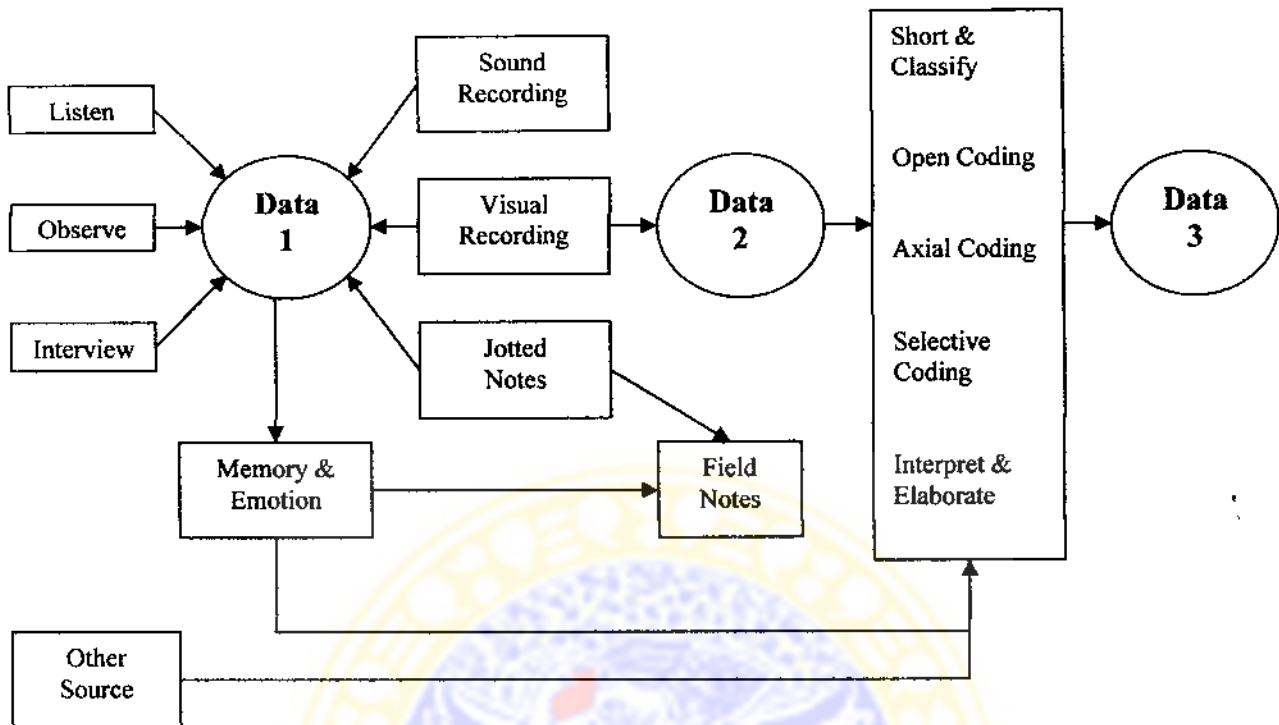 Listen
Observe
Interview
Data
1
Sound
Recording
Visual
Recording
Jotted
Notes
Memory &
Emotion
Field
Notes
Other
Source
Data
2
Short &
Classify
Open Coding
Axial Coding
Selective
Coding
Interpret &
Elaborate
Data
3